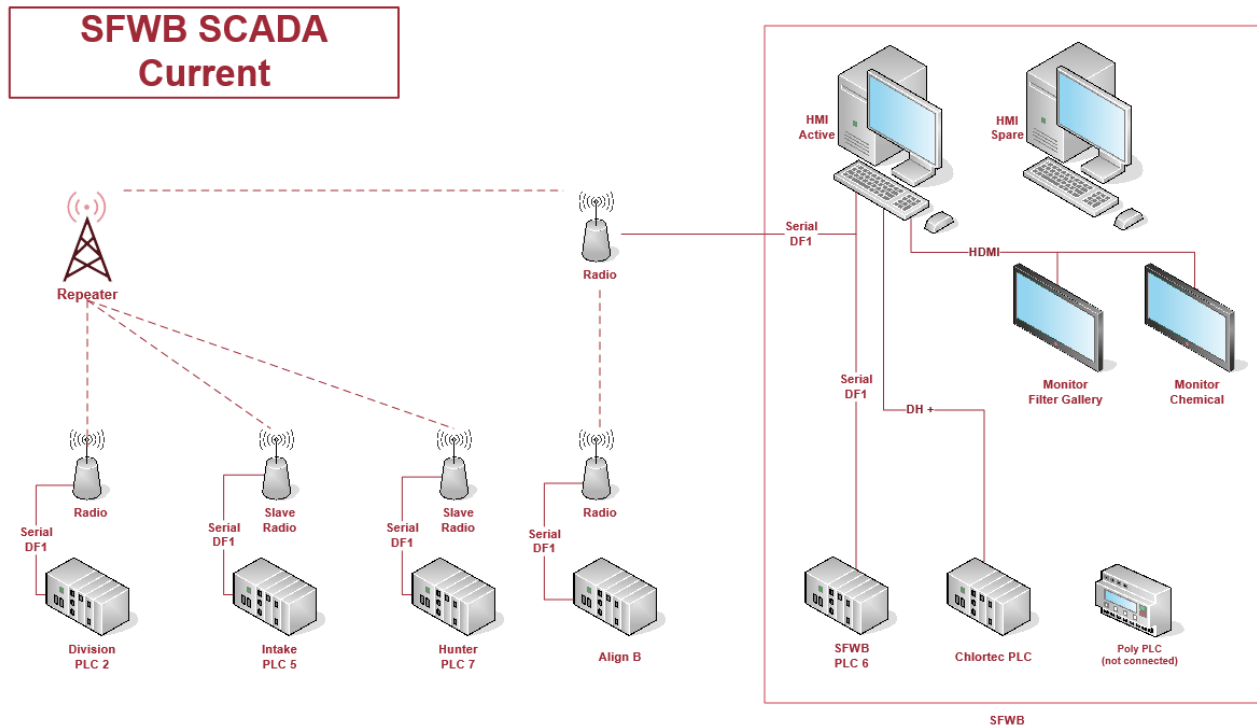 SFWB SCADA
Current
HMI
Active
HMI
Spare
Repeater
Radio
Serial
DF1
HDMI
Monitor
Filter Gallery
Monitor
Chemical
Serial
DF1
DH +
Radio
Slave
Radio
Slave
Radio
Radio
Serial
DF1
Serial
DF1
Serial
DF1
Serial
DF1
Division
PLC 2
Intake
PLC 5
Hunter
PLC 7
Align B
SFWB
PLC 6
Chlortec PLC
Poly PLC
(not connected)
SFWB